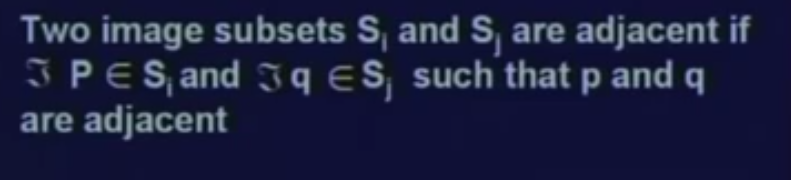 Two image subsets Si and Sj are adjacent if
ℑ P ∈ Si and ℑ q ∈ Sj such that p and q
are adjacent